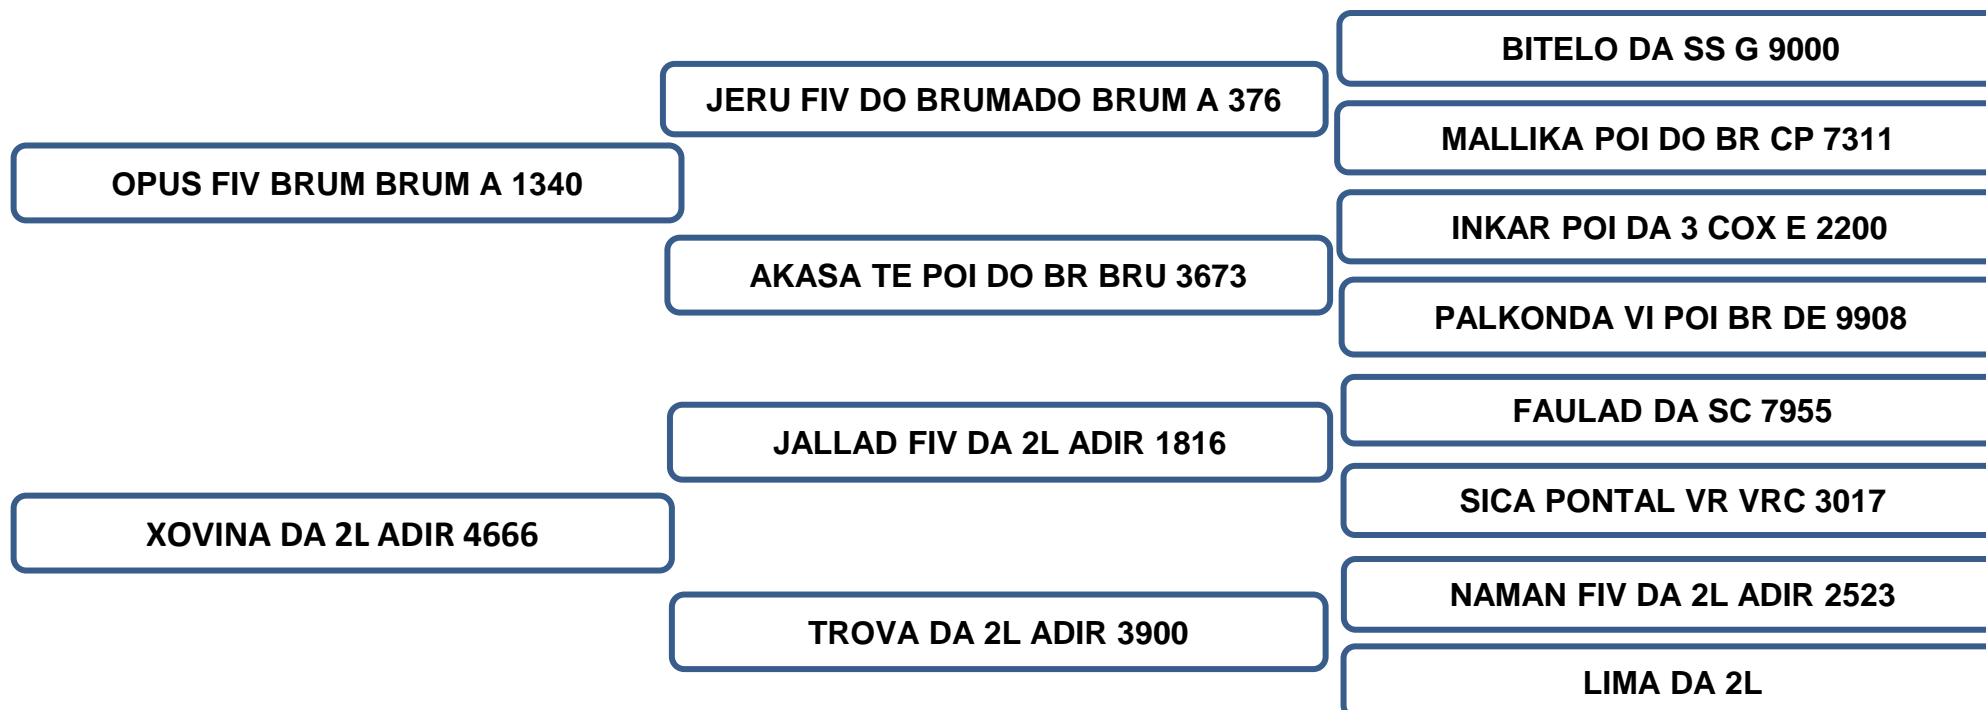 BITELO DA SS G 9000
JERU FIV DO BRUMADO BRUM A 376
MALLIKA POI DO BR CP 7311
OPUS FIV BRUM BRUM A 1340
INKAR POI DA 3 COX E 2200
AKASA TE POI DO BR BRU 3673
PALKONDA VI POI BR DE 9908
FAULAD DA SC 7955
JALLAD FIV DA 2L ADIR 1816
SICA PONTAL VR VRC 3017
XOVINA DA 2L ADIR 4666
NAMAN FIV DA 2L ADIR 2523
TROVA DA 2L ADIR 3900
LIMA DA 2L